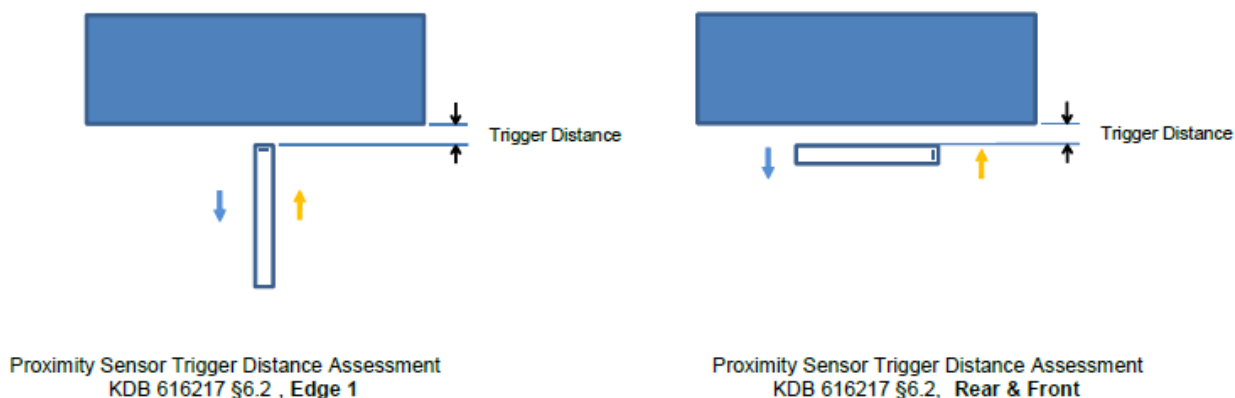 Trigger Distance
Trigger Distance
Proximity Sensor Trigger Distance Assessment
KDB 616217 §6.2 , Edge 1
Proximity Sensor Trigger Distance Assessment
KDB 616217 §6.2, Rear & Front